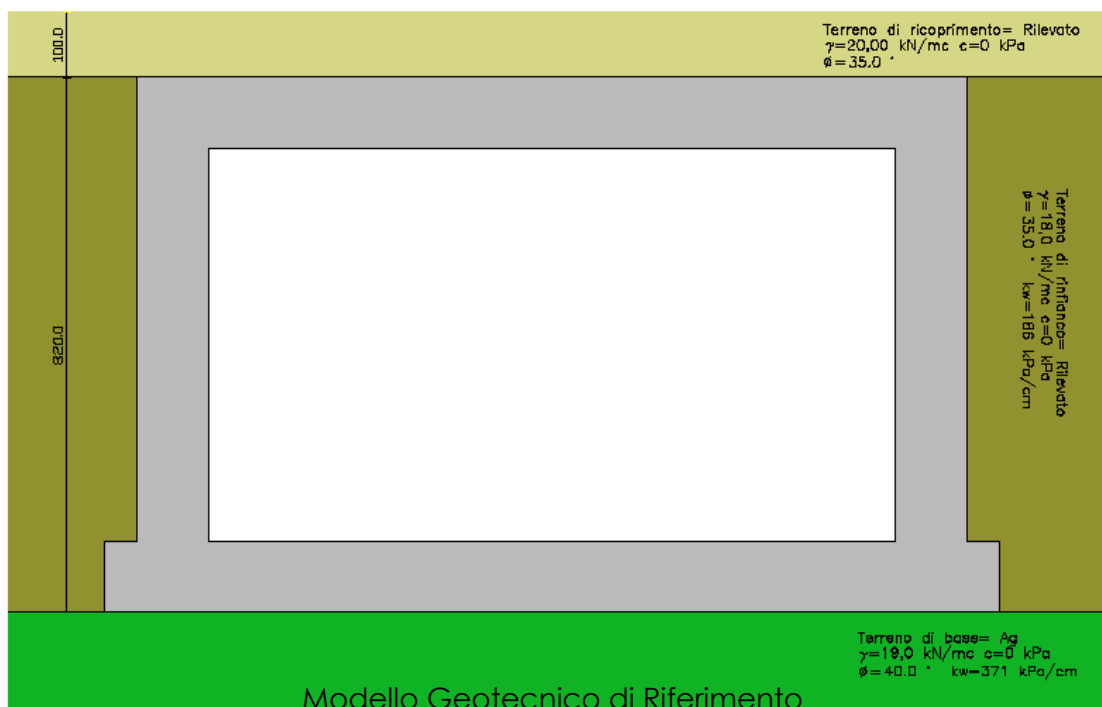 100.0
Terreno di ricoprimento= Rilevato
γ=20,00 kN/mc c=0 kPa
ø=35.0 °
820.0
Terreno di rinfianco= Rilevato
γ=18,0 kN/mc c=0 kPa
ø=35.0 ° kw=186 kPa/cm
Terreno di base= Ag
γ=19,0 kN/mc c=0 kPa
ø=40.0 ° kw=371 kPa/cm
Modello Geotecnico di Riferimento